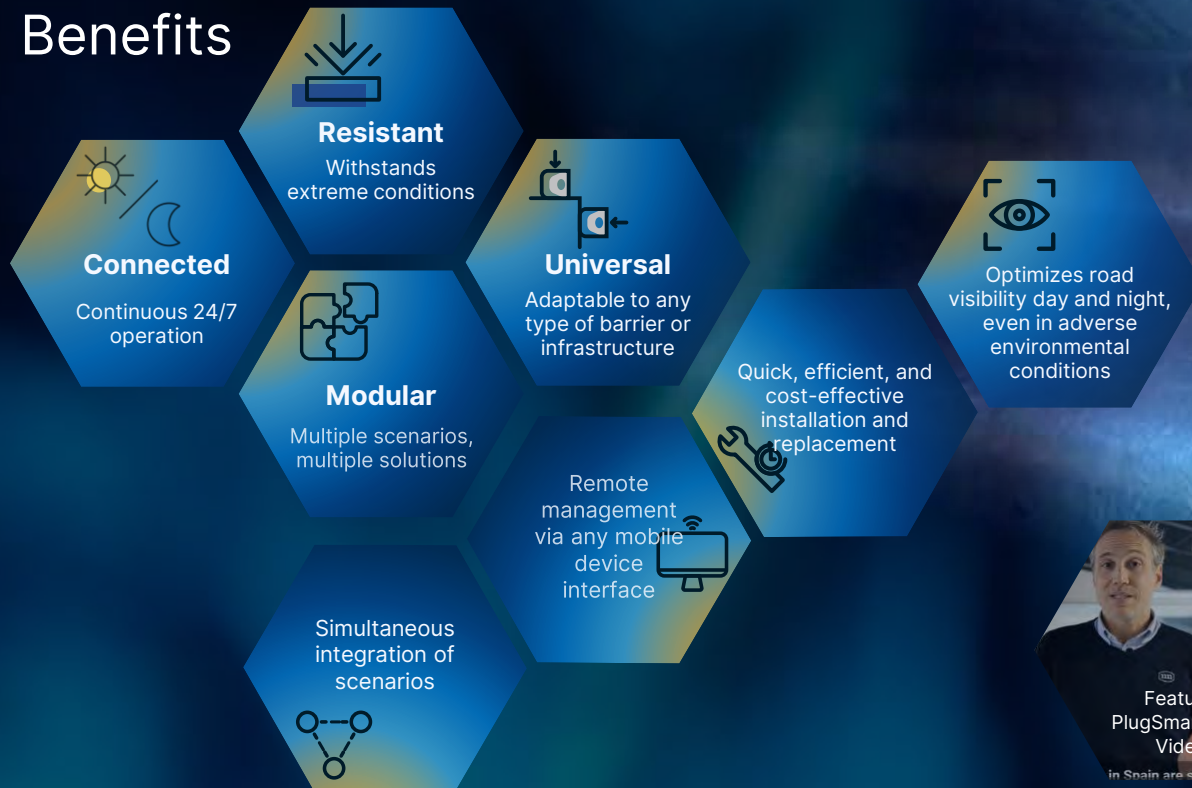 Benefits
Resistant
Withstands
extreme conditions
Connected
Continuous 24/7
operation
Universal
Adaptable to any
type of barrier or
infrastructure
Modular
Multiple scenarios,
multiple solutions
Quick, efficient, and
cost-effective
installation and
replacement
Optimizes road
visibility day and night,
even in adverse
environmental
conditions
Remote
management
via any mobile
device
interface
Simultaneous
integration of
scenarios
Featu
PlugSma
Vide
in Spain are s